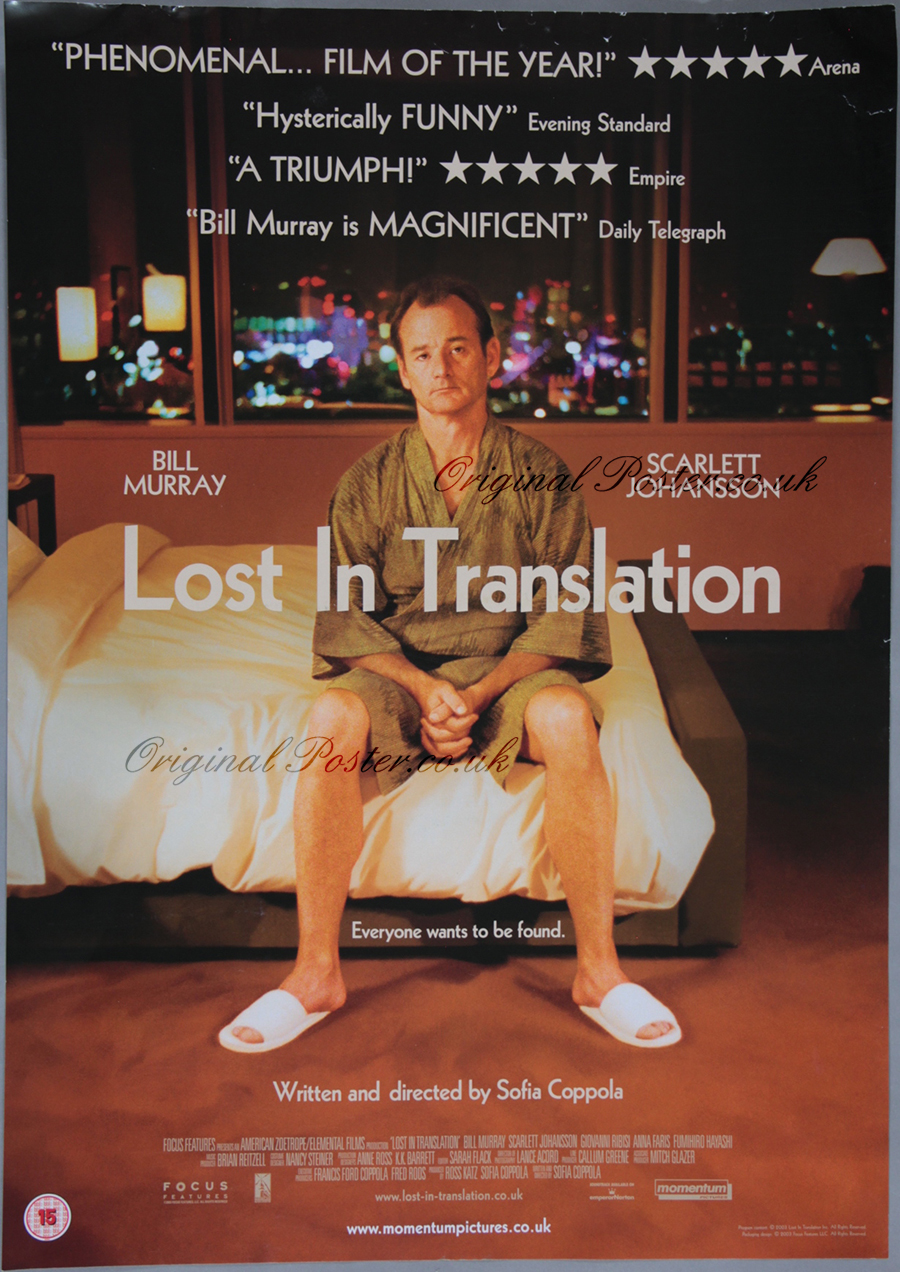 “PHENOMENAL... FILM OF THE YEAR!” ★★★★★ Arena
“Hysterically FUNNY” Evening Standard
“A TRIUMPH!” ★★★★★ Empire
“Bill Murray is MAGNIFICENT” Daily Telegraph
BILL
MURRAY
SCARLETT
JOHANSSON
Original Poster.co.uk
Lost In Translation
Original Poster.co.uk
Everyone wants to be found.
Written and directed by Sofia Coppola
FOCUS FEATURES PRESENTS AN AMERICAN ZOETROPE/ELEMENTAL FILMS PRODUCTION 'LOST IN TRANSLATION' BILL MURRAY SCARLETT JOHANSSON GIOVANNI RIBISI ANNA FARIS FUMIHIRO HAYASHI
BRIAN REITZELL NANCY STEINER ANNE ROSS K.K. BARRETT SARAH FLACK LANCE ACORD CALLUM GREENE MITCH GLAZER
FRANCIS FORD COPPOLA FRED ROOS ROSS KATZ SOFIA COPPOLA SOFIA COPPOLA
FOCUS
FEATURES
www.lost-in-translation.co.uk
momentum
15
www.momentumpictures.co.uk